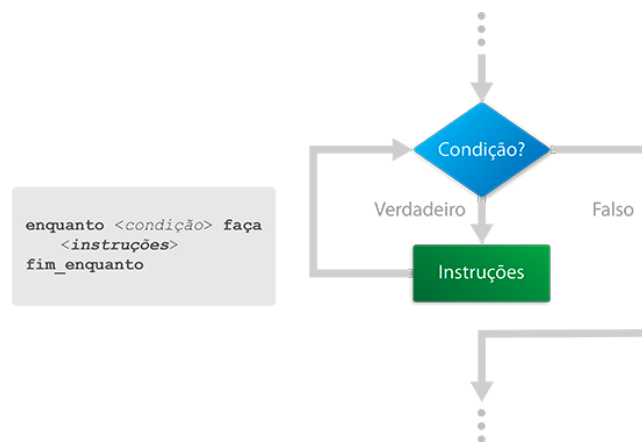 enquanto <condição> faça
<instruções>
fim_enquanto
Condição?
Verdadeiro
Falso
Instruções